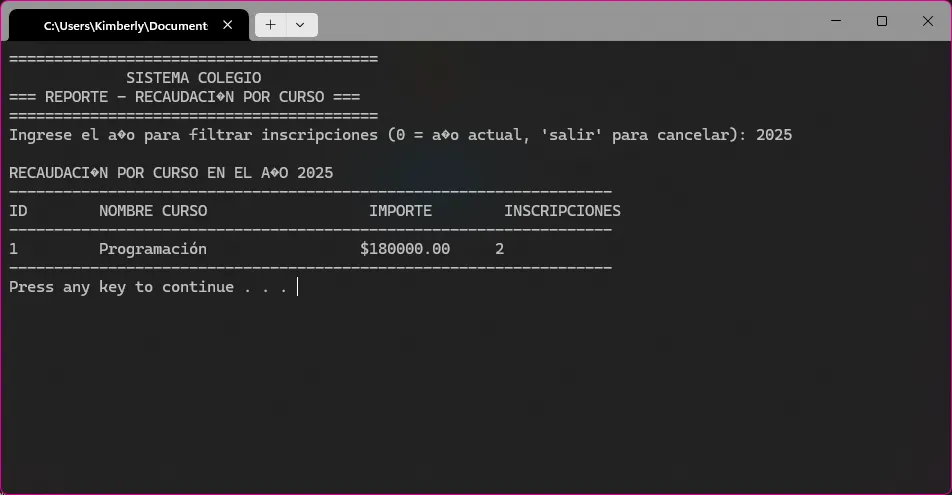 C:\Users\Kimberly\Document:
========================================
SISTEMA COLEGIO
=== REPORTE - RECAUDACI�N POR CURSO ===
========================================
Ingrese el a�o para filtrar inscripciones (0 = a�o actual, 'salir' para cancelar): 2025
RECAUDACI�N POR CURSO EN EL A�O 2025
-------------------------------------------------------------------
ID NOMBRE CURSO IMPORTE INSCRIPCIONES
-------------------------------------------------------------------
1 Programación $180000.00 2
-------------------------------------------------------------------
Press any key to continue . . .